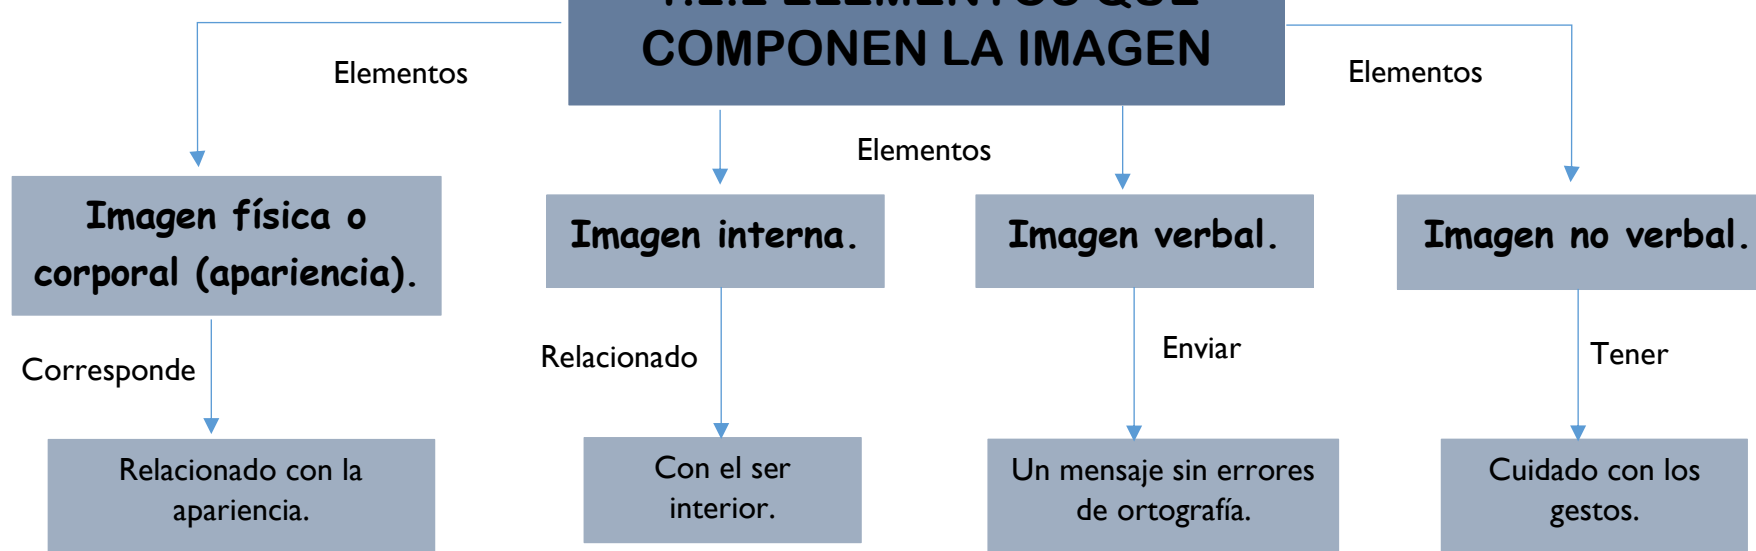 ELEMENTOS QUE
COMPONEN LA IMAGEN
Elementos
Elementos
Elementos
Imagen física o
corporal (apariencia).
Imagen interna.
Imagen verbal.
Imagen no verbal.
Corresponde
Relacionado
Enviar
Tener
Relacionado con la
apariencia.
Con el ser
interior.
Un mensaje sin errores
de ortografía.
Cuidado con los
gestos.